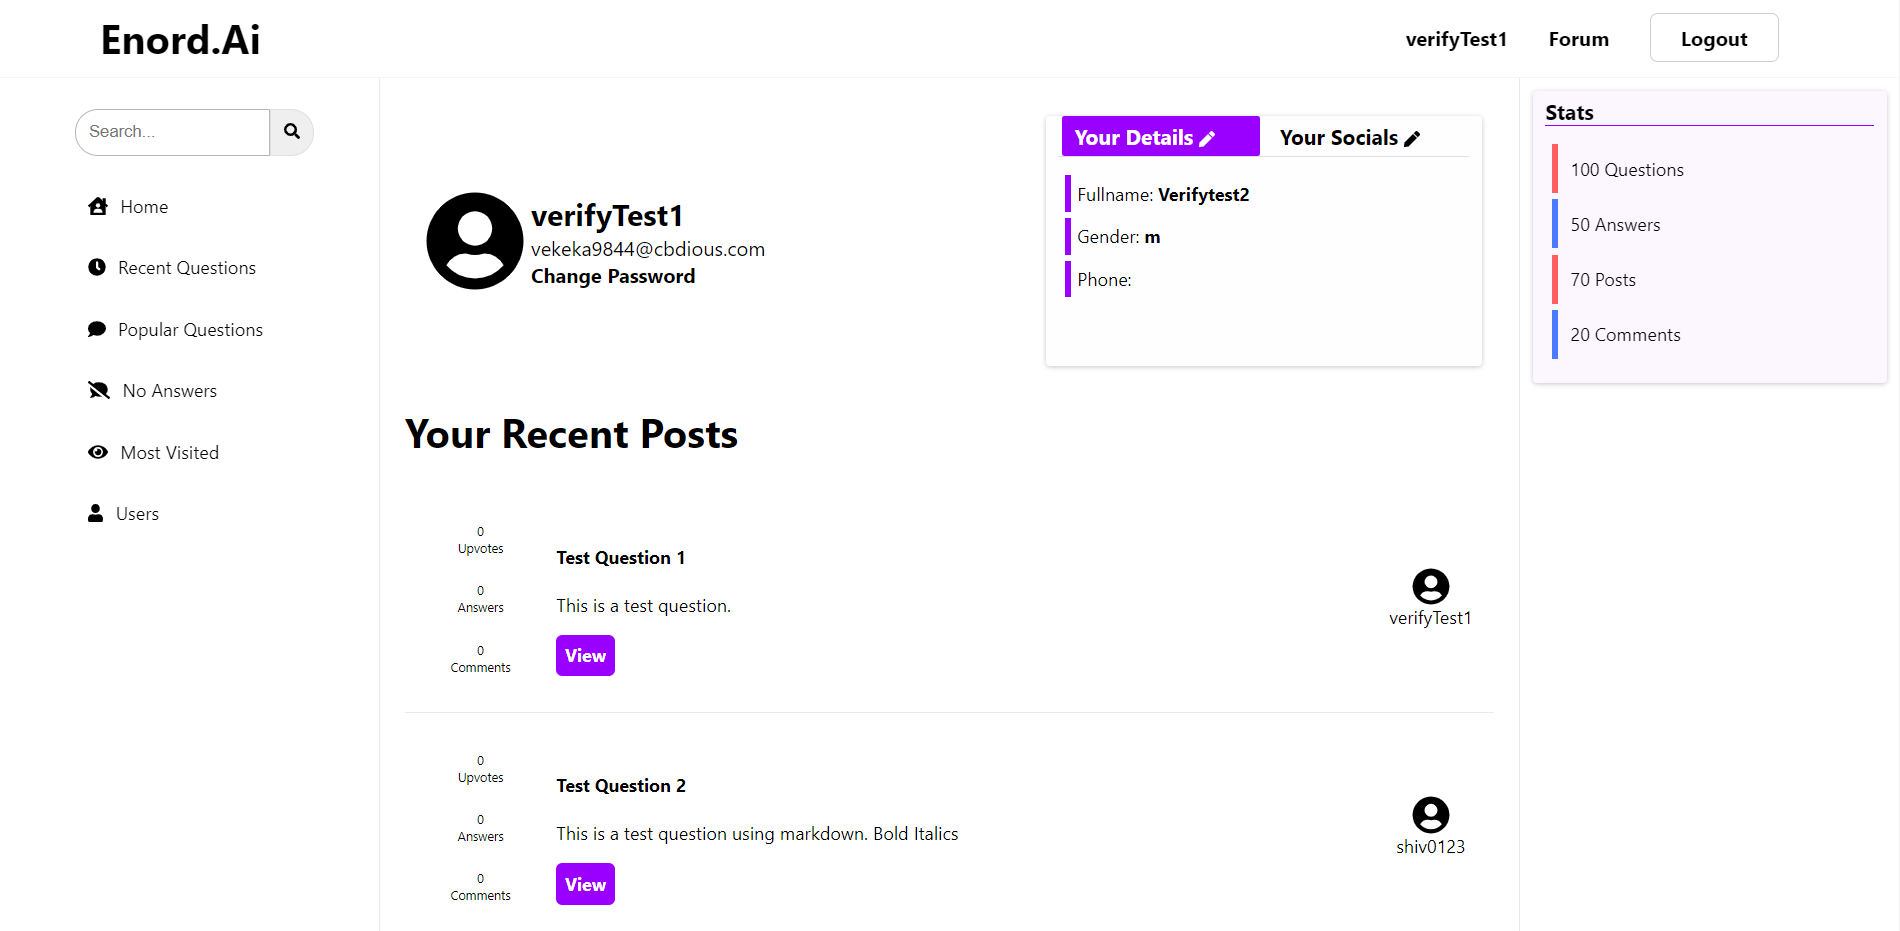 Enord.Ai
verifyTest1
Forum
Logout
Search...
Home
Recent Questions
Popular Questions
No Answers
Most Visited
Users
verifyTest1
vekeka9844@cbdious.com
Change Password
Your Details
Your Socials
Fullname: Verifytest2
Gender: m
Phone:
Your Recent Posts
0
Upvotes
0
Answers
0
Comments
Test Question 1
This is a test question.
View
verifyTest1
0
Upvotes
0
Answers
0
Comments
Test Question 2
This is a test question using markdown. Bold Italics
View
shiv0123
Stats
100 Questions
50 Answers
70 Posts
20 Comments